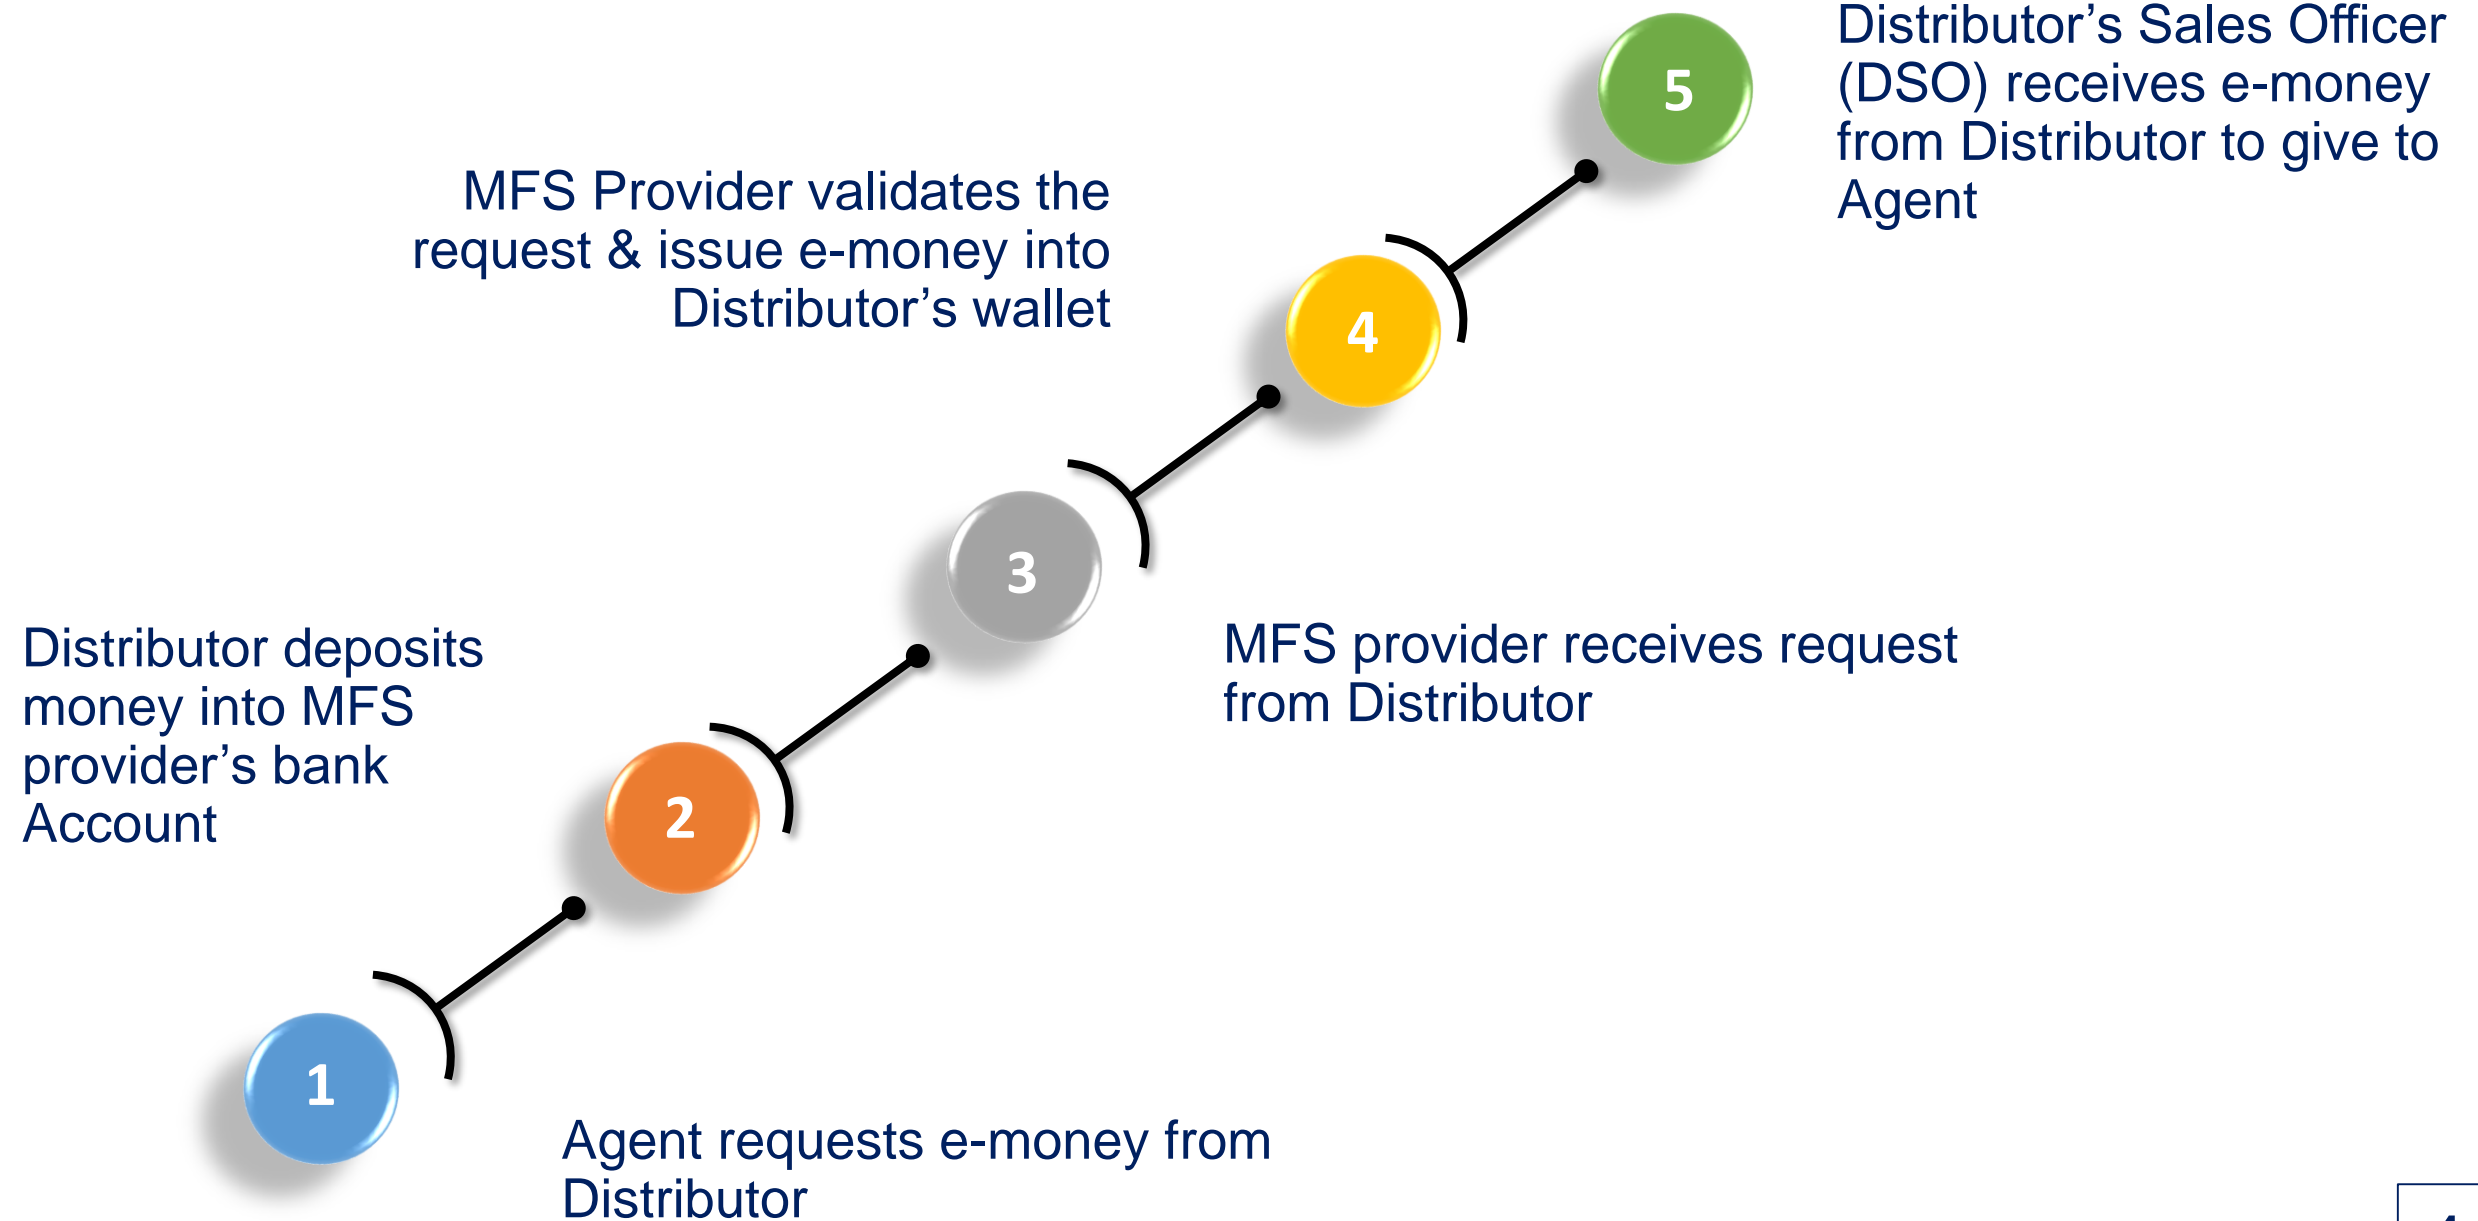 Distributor’s Sales Officer
(DSO) receives e-money
from Distributor to give to
Agent
5
MFS Provider validates the
request & issue e-money into
Distributor’s wallet
4
3
MFS provider receives request
from Distributor
Distributor deposits
money into MFS
provider’s bank
Account
2
1
Agent requests e-money from
Distributor